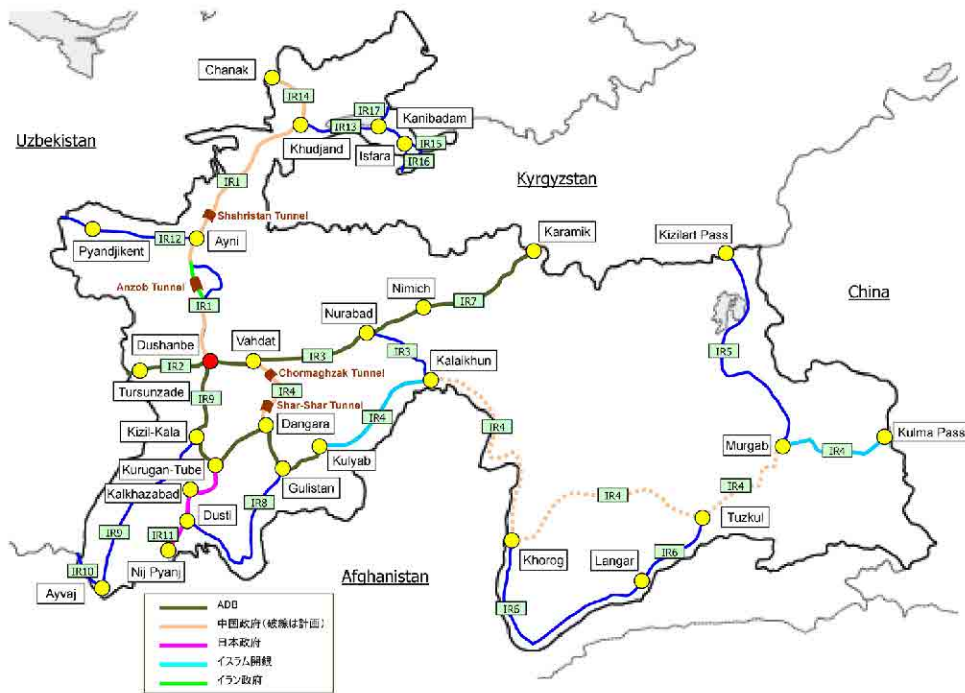 Chanak
IR14
IR17
Kanibadam
Uzbekistan
IR13
IR15
Khudjand
Isfara
IR16
Kyrgyzstan
IR1
Shahristan Tunnel
Karamik
Kizilart Pass
IR12
Ayni
Pyandjikent
Anzob Tunnel
Nimich
China
IR1
IR7
Nurabad
Dushanbe
Vahdat
IR3
IR3
Kalaikhun
IR5
IR2
Chormaghzak Tunnel
Tursunzade
IR4
IR9
Shar-Shar Tunnel
IR4
Kizil-Kala
Dangara
IR4
Murgab
IR4
Kulma Pass
Kurugan-Tube
Kulyab
Kalkhazabad
Gulistan
IR4
IR4
Dusti
IR8
Tuzkul
IR9
IR11
Khorog
Langar
IR6
IR10
Nij Pyanj
Ayvaj
Afghanistan
IR6
ADB
中国政府(破線は計画)
日本政府
イスラム開銀
イラン政府